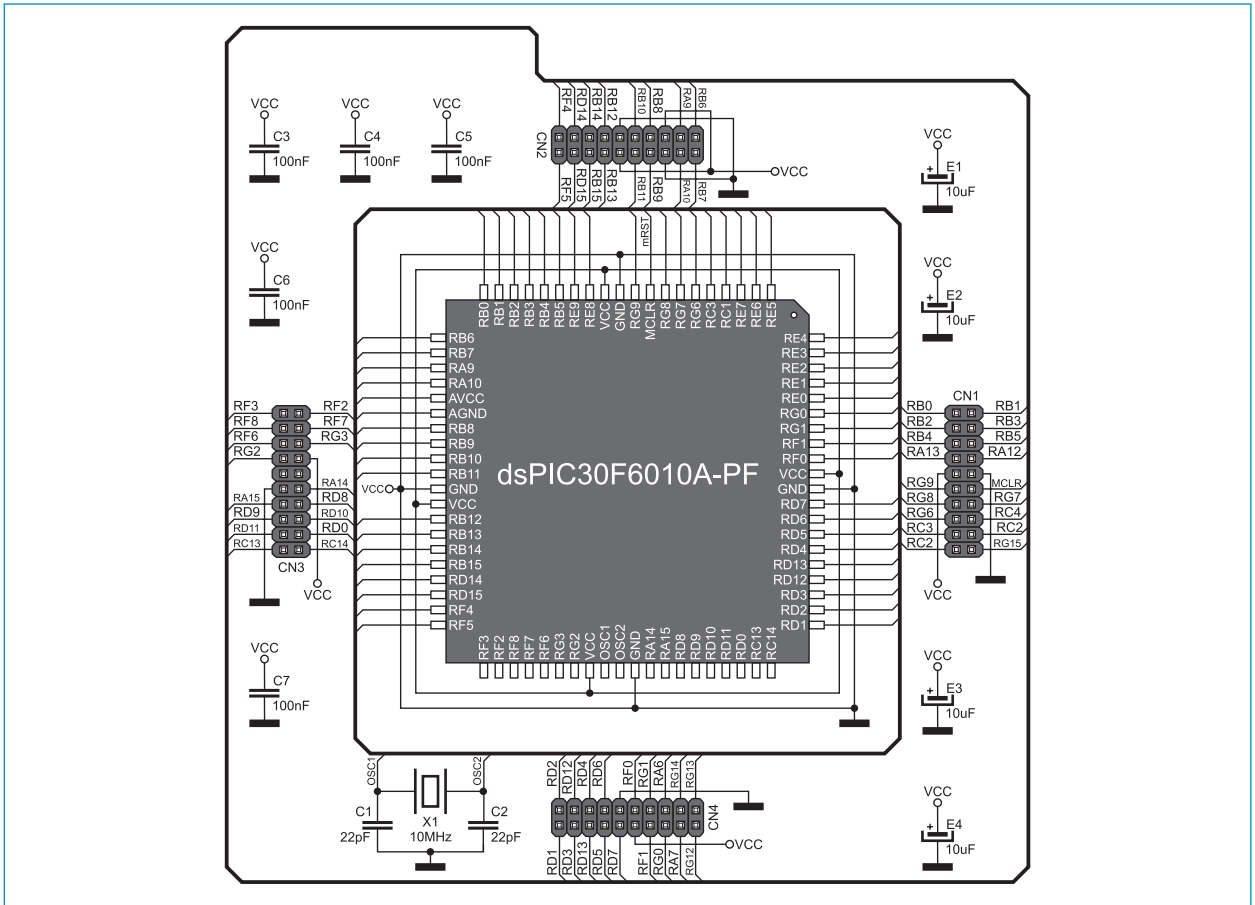 VCC
C3
100nF
VCC
C4
100nF
VCC
C5
100nF
RF4
RD14
RB14
RB12
RB10
RB8
RA9
RB6
CN2
RF5
RD15
RB15
RB13
RB11
RB9
RA10
RB7
VCC
VCC
E1
10uF
VCC
C6
100nF
VCC
E2
10uF
mRST
RB0
RB1
RB2
RB3
RB4
RB5
RE9
RE8
VCC
GND
RG9
MCLR
RG8
RG7
RG6
RC3
RC1
RE7
RE6
RE5
RB6
RB7
RA9
RA10
AVCC
AGND
RB8
RB9
RB10
RB11
GND
VCC
RB12
RB13
RB14
RB15
RD14
RD15
RF4
RF5
VCC
dsPIC30F6010A-PF
RE4
RE3
RE2
RE1
RE0
RG0
RG1
RF1
RF0
VCC
GND
RD7
RD6
RD5
RD4
RD13
RD12
RD3
RD2
RD1
RF3
RF2
RF8
RF7
RF6
RG3
RG2
VCC
OSC1
OSC2
GND
RA14
RA15
RD8
RD9
RD10
RD11
RD0
RC13
RC14
RF3 RF2
RF8 RF7
RF6 RG3
RG2
RA14
RA15 RD8
RD9 RD10
RD11 RD0
RC13 RC14
CN3
VCC
CN1
RB0 RB1
RB2 RB3
RB4 RB5
RA13 RA12
RG9 MCLR
RG8 RG7
RG6 RC4
RC3 RC2
RC2 RG15
VCC
VCC
C7
100nF
VCC
E3
10uF
OSC1
OSC2
C1
22pF
X1
10MHz
C2
22pF
RD2
RD12
RD4
RD6
RF0
RG1
RA6
RG14
RG13
CN4
RD1
RD3
RD13
RD5
RD7
RF1
RG0
RA7
RG12
VCC
VCC
E4
10uF